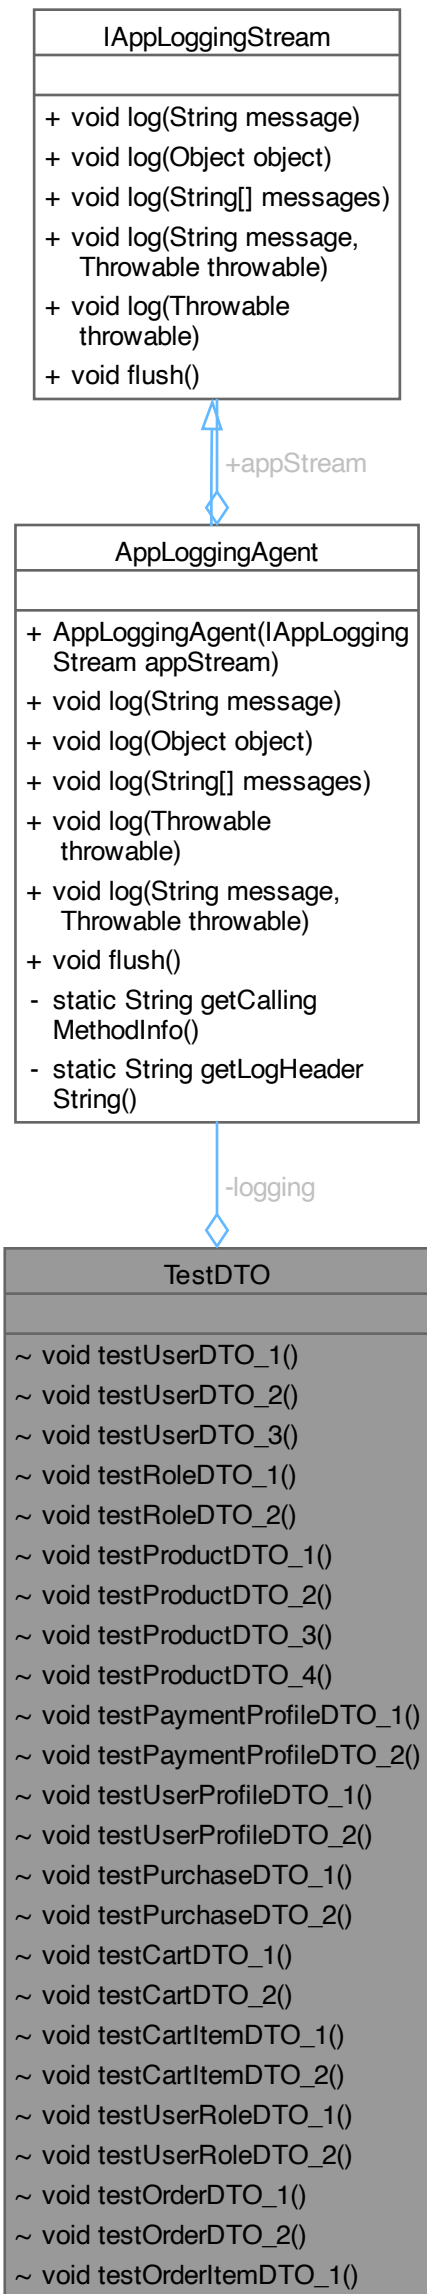 IAppLoggingStream
+ void log(String message)
+ void log(Object object)
+ void log(String[] messages)
+ void log(String message,
Throwable throwable)
+ void log(Throwable
throwable)
+ void flush()
+appStream
AppLoggingAgent
+ AppLoggingAgent(IAppLogging
Stream appStream)
+ void log(String message)
+ void log(Object object)
+ void log(String[] messages)
+ void log(Throwable
throwable)
+ void log(String message,
Throwable throwable)
+ void flush()
- static String getCalling
MethodInfo()
- static String getLogHeader
String()
-logging
TestDTO
~ void testUserDTO_1()
~ void testUserDTO_2()
~ void testUserDTO_3()
~ void testRoleDTO_1()
~ void testRoleDTO_2()
~ void testProductDTO_1()
~ void testProductDTO_2()
~ void testProductDTO_3()
~ void testProductDTO_4()
~ void testPaymentProfileDTO_1()
~ void testPaymentProfileDTO_2()
~ void testUserProfileDTO_1()
~ void testUserProfileDTO_2()
~ void testPurchaseDTO_1()
~ void testPurchaseDTO_2()
~ void testCartDTO_1()
~ void testCartDTO_2()
~ void testCartItemDTO_1()
~ void testCartItemDTO_2()
~ void testUserRoleDTO_1()
~ void testUserRoleDTO_2()
~ void testOrderDTO_1()
~ void testOrderDTO_2()
~ void testOrderItemDTO_1()